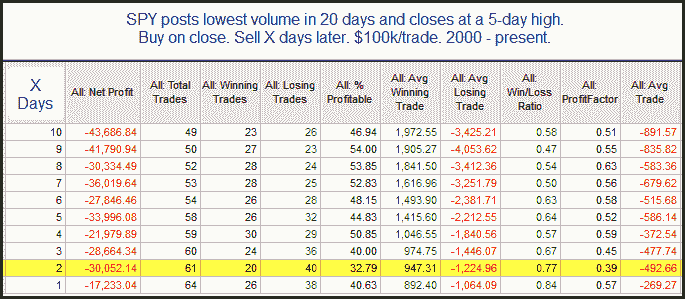 SPY posts lowest volume in 20 days and closes at a 5-day high.
Buy on close. Sell X days later. $100k/trade. 2000 - present.
X Days All: Net Profit All: Total Trades All: Winning Trades All: Losing Trades All: % Profitable All: Avg Winning Trade All: Avg Losing Trade All: Win/Loss Ratio All: ProfitFactor All: Avg Trade
10 -43,686.84 49 23 26 46.94 1,972.55 -3,425.21 0.58 0.51 -891.57
9 -41,790.94 50 27 23 54.00 1,905.27 -4,053.62 0.47 0.55 -835.82
8 -30,334.49 52 28 24 53.85 1,841.50 -3,412.36 0.54 0.63 -583.36
7 -36,019.64 53 28 25 52.83 1,616.96 -3,251.79 0.50 0.56 -679.62
6 -27,846.46 54 26 28 48.15 1,493.90 -2,381.71 0.63 0.58 -515.68
5 -33,996.08 58 26 32 44.83 1,415.60 -2,212.55 0.64 0.52 -586.14
4 -21,979.89 59 30 29 50.85 1,046.55 -1,840.56 0.57 0.59 -372.54
3 -28,664.34 60 24 36 40.00 974.75 -1,446.07 0.67 0.45 -477.74
2 -30,052.14 61 20 40 32.79 947.31 -1,224.96 0.77 0.39 -492.66
1 -17,233.04 64 26 38 40.63 892.40 -1,064.09 0.84 0.57 -269.27